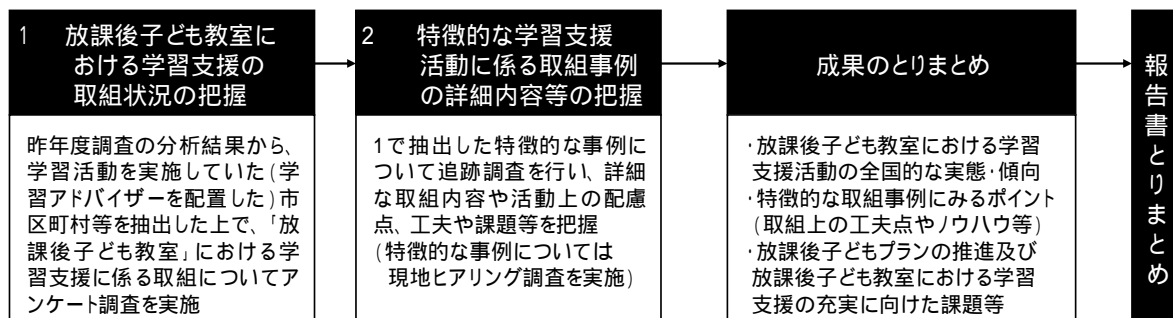 1 放課後子ども教室に
おける学習支援の
取組状況の把握
昨年度調査の分析結果から、
学習活動を実施していた(学
習アドバイザーを配置した)市
区町村等を抽出した上で、「放
課後子ども教室」における学
習支援に係る取組についてア
ンケート調査を実施
2 特徴的な学習支援
活動に係る取組事例
の詳細内容等の把握
1で抽出した特徴的な事例に
ついて追跡調査を行い、詳細
な取組内容や活動上の配慮
点、工夫や課題等を把握
(特徴的な事例については
現地ヒアリング調査を実施)
成果のとりまとめ
・放課後子ども教室における学習
支援活動の全国的な実態・傾向
・特徴的な取組事例にみるポイント
(取組上の工夫点やノウハウ等)
・放課後子どもプランの推進及び
放課後子ども教室における学習
支援の充実に向けた課題等
報告書とりまとめ